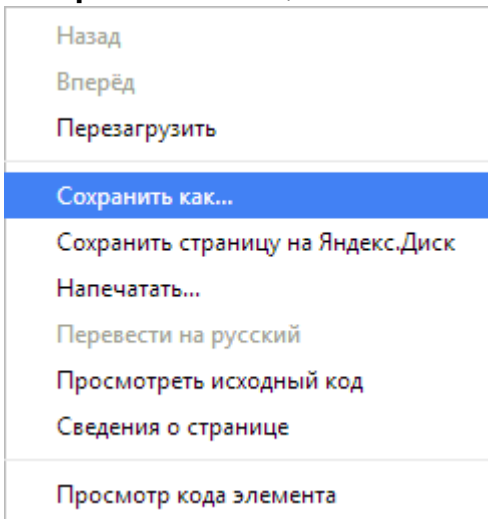 Назад
Вперёд
Перезагрузить
Сохранить как...
Сохранить страницу на Яндекс.Диск
Напечатать...
Перевести на русский
Просмотреть исходный код
Сведения о странице
Просмотр кода элемента